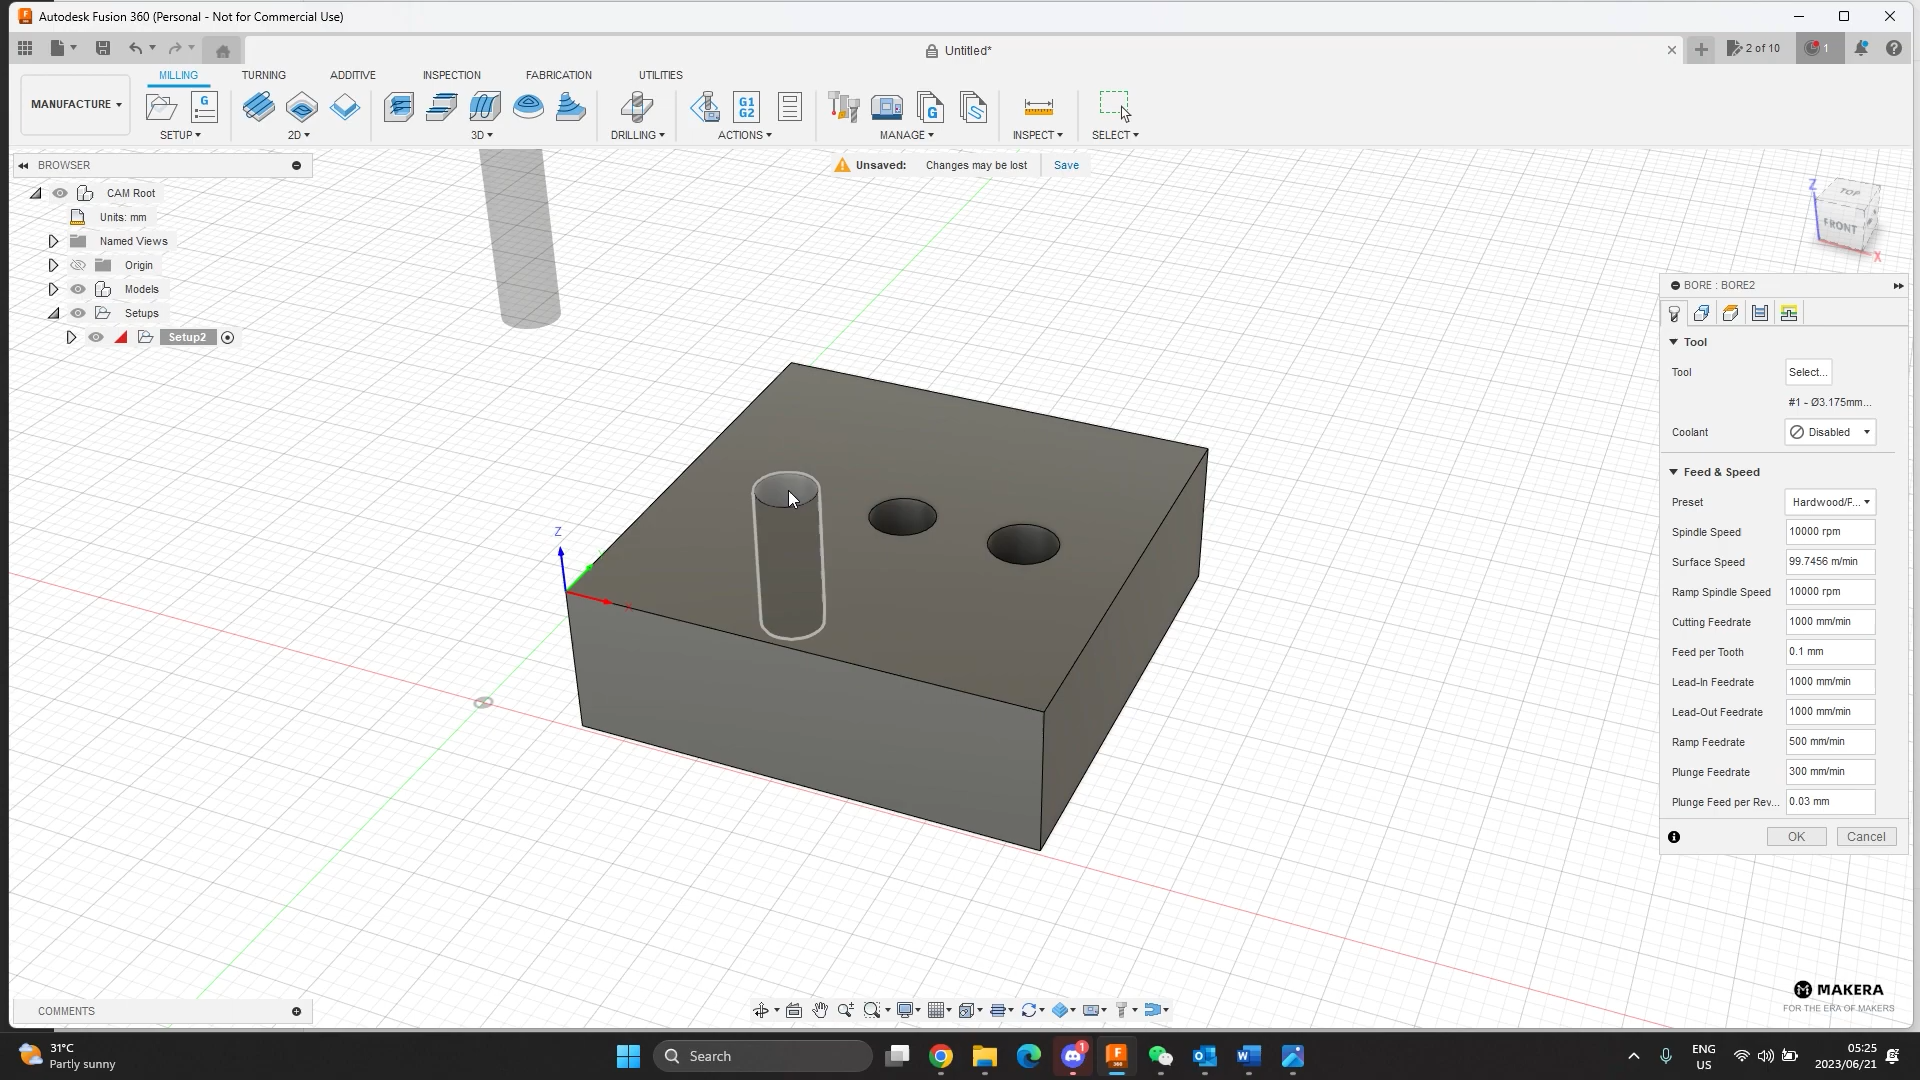 Autodesk Fusion 360 (Personal - Not for Commercial Use)
Untitled*
2 of 10
1
MILLING TURNING ADDITIVE INSPECTION FABRICATION UTILITIES
MANUFACTURE
G
G1
G2
G
SETUP 2D 3D DRILLING ACTIONS MANAGE INSPECT SELECT
BROWSER
Unsaved: Changes may be lost Save
CAM Root
Units: mm
Named Views
Origin
Models
Setups
Setup2
Z
TOP
FRONT
X
Z
X
BORE : BORE2
Tool
Tool Select...
#1 - Ø3.175mm...
Coolant Disabled
Feed & Speed
Preset Hardwood/F...
Spindle Speed 10000 rpm
Surface Speed 99.7456 m/min
Ramp Spindle Speed 10000 rpm
Cutting Feedrate 1000 mm/min
Feed per Tooth 0.1 mm
Lead-In Feedrate 1000 mm/min
Lead-Out Feedrate 1000 mm/min
Ramp Feedrate 500 mm/min
Plunge Feedrate 300 mm/min
Plunge Feed per Rev... 0.03 mm
OK Cancel
MAKERA
FOR THE ERA OF MAKERS
COMMENTS
31°C
Partly sunny
Search
1
F
360
W
ENG
US
05:25
2023/06/21